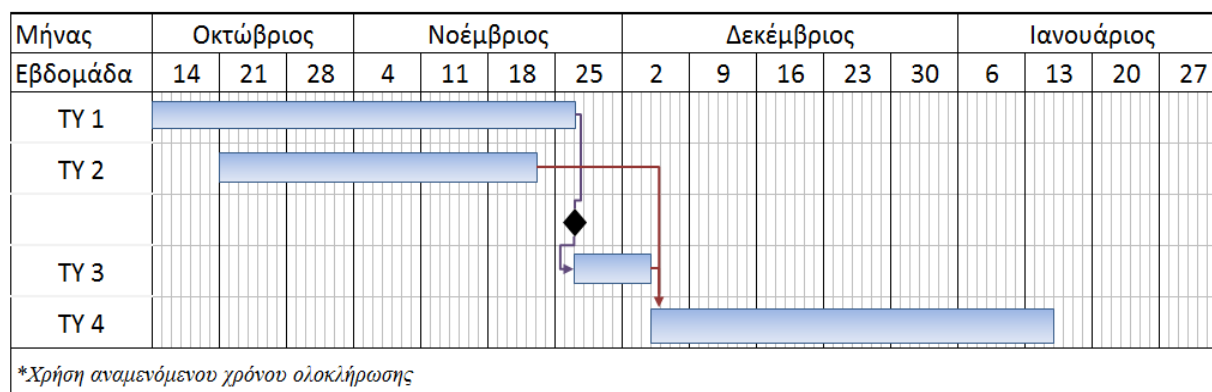 Μήνας Οκτώβριος Νοέμβριος Δεκέμβριος Ιανουάριος
Εβδομάδα 14 21 28 4 11 18 25 2 9 16 23 30 6 13 20 27
ΤΥ 1
ΤΥ 2
ΤΥ 3
ΤΥ 4
*Χρήση αναμενόμενου χρόνου ολοκλήρωσης